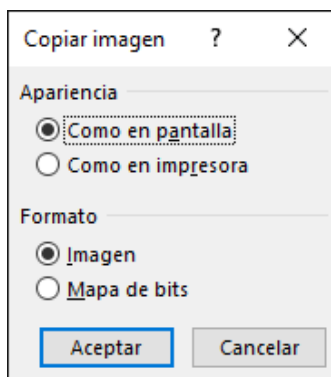 Copiar imagen ?
Apariencia
Como en pantalla
Como en impresora
Formato
Imagen
Mapa de bits
Aceptar Cancelar